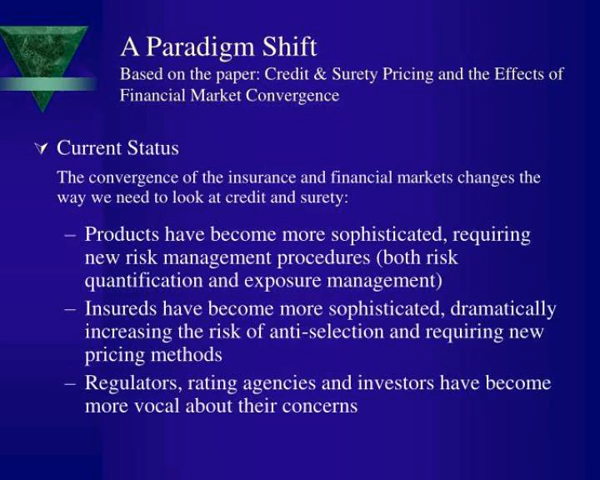 A Paradigm Shift
Based on the paper: Credit & Surety Pricing and the Effects of
Financial Market Convergence
Current Status
The convergence of the insurance and financial markets changes the
way we need to look at credit and surety:
– Products have become more sophisticated, requiring
new risk management procedures (both risk
quantification and exposure management)
– Insureds have become more sophisticated, dramatically
increasing the risk of anti-selection and requiring new
pricing methods
– Regulators, rating agencies and investors have become
more vocal about their concerns